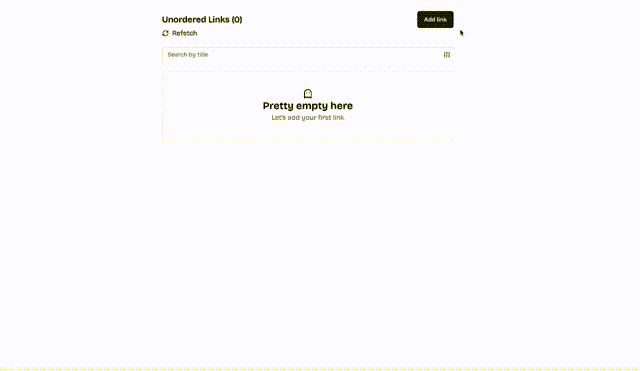 Unordered Links (0)
Add link
Refetch
Search by title
Pretty empty here
Let's add your first link.